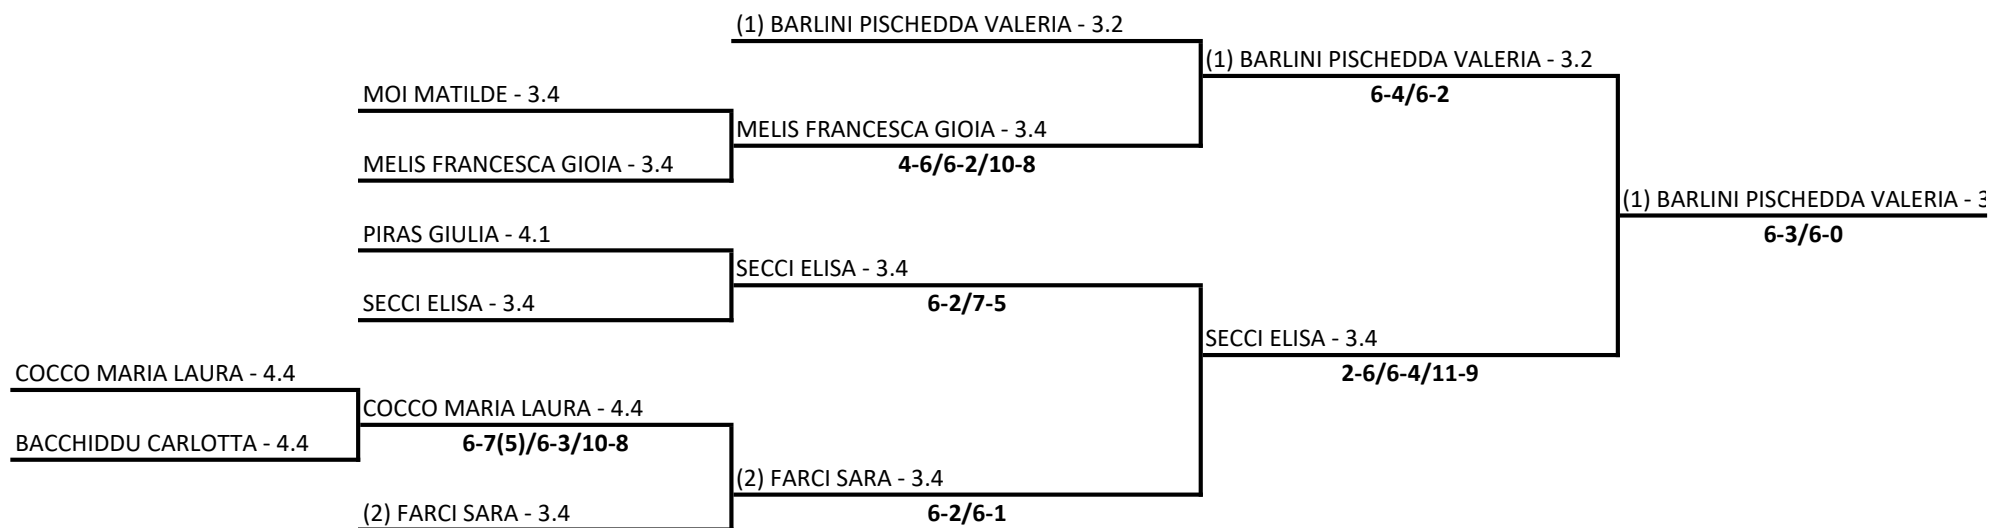 (1) BARLINI PISCHEDDA VALERIA - 3.2
(1) BARLINI PISCHEDDA VALERIA - 3.2
MOI MATILDE - 3.4
6-4/6-2
MELIS FRANCESCA GIOIA - 3.4
MELIS FRANCESCA GIOIA - 3.4
4-6/6-2/10-8
(1) BARLINI PISCHEDDA VALERIA - 3
PIRAS GIULIA - 4.1
6-3/6-0
SECCI ELISA - 3.4
SECCI ELISA - 3.4
6-2/7-5
SECCI ELISA - 3.4
COCCO MARIA LAURA - 4.4
2-6/6-4/11-9
COCCO MARIA LAURA - 4.4
BACCHIDDU CARLOTTA - 4.4
6-7(5)/6-3/10-8
(2) FARCI SARA - 3.4
(2) FARCI SARA - 3.4
6-2/6-1